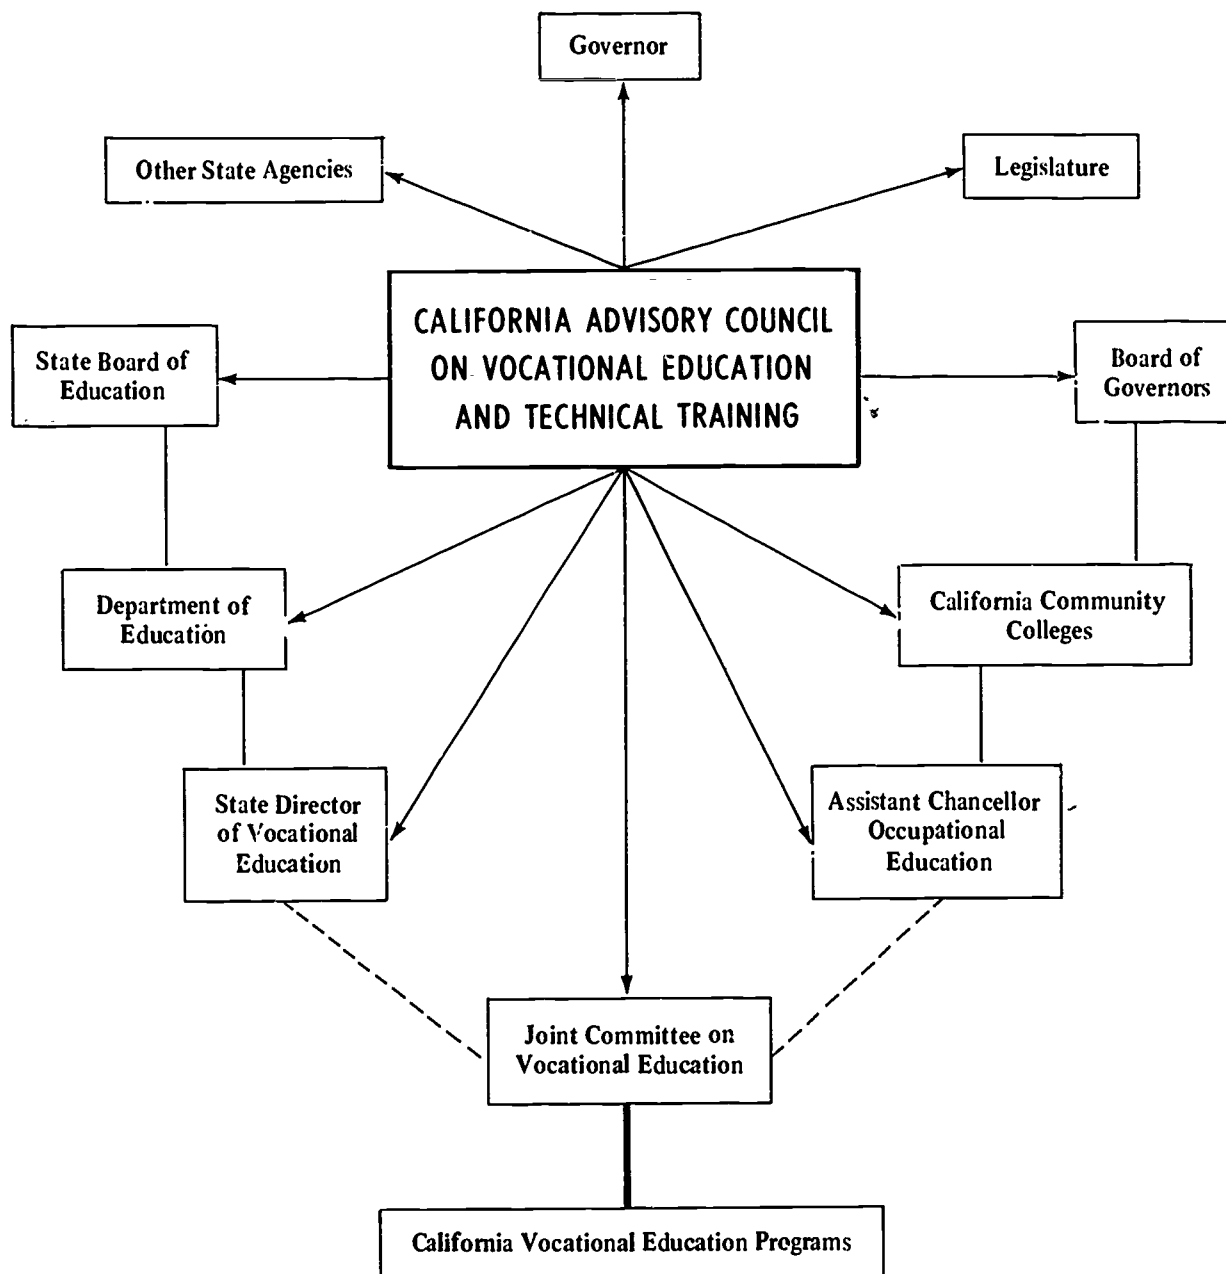 Governor
Other State Agencies
Legislature
CALIFORNIA ADVISORY COUNCIL
ON VOCATIONAL EDUCATION
AND TECHNICAL TRAINING
State Board of
Education
Board of
Governors
Department of
Education
California Community
Colleges
State Director
of Vocational
Education
Assistant Chancellor
Occupational
Education
Joint Committee on
Vocational Education
California Vocational Education Programs